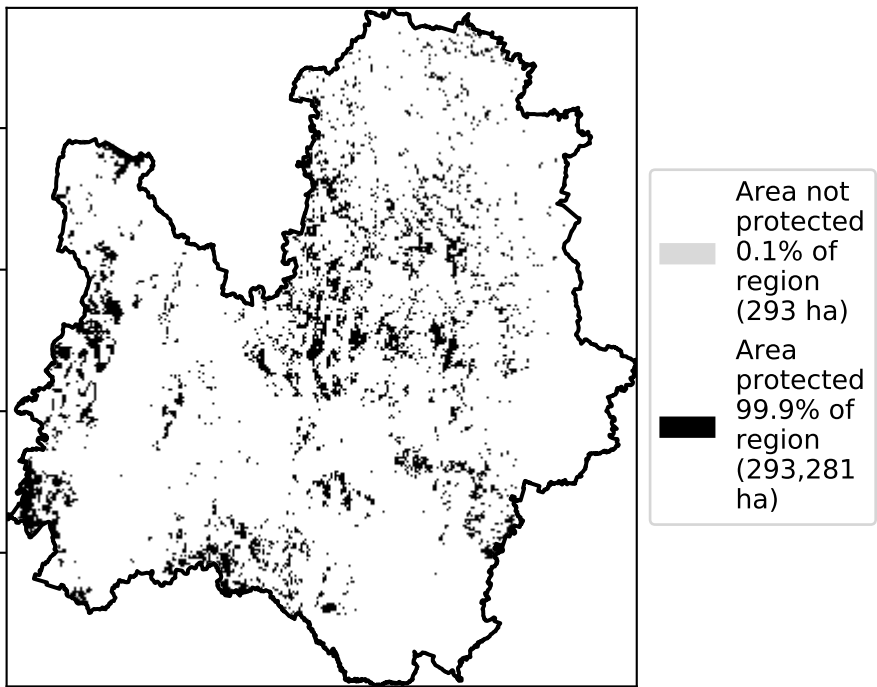 Area not
protected
0.1% of
region
(293 ha)
Area
protected
99.9% of
region
(293,281
ha)